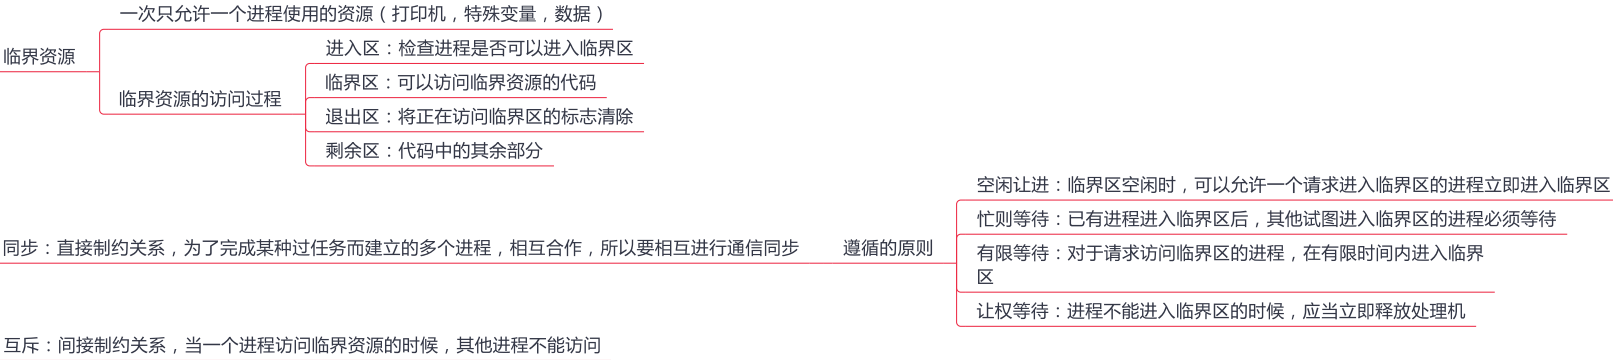 一次只允许一个进程使用的资源（打印机，特殊变量，数据）
临界资源
进入区：检查进程是否可以进入临界区
临界区：可以访问临界资源的代码
临界资源的访问过程
退出区：将正在访问临界区的标志清除
剩余区：代码中的其余部分
同步：直接制约关系，为了完成某种过任务而建立的多个进程，相互合作，所以要相互进行通信同步
遵循的原则
空闲让进：临界区空闲时，可以允许一个请求进入临界区的进程立即进入临界区
忙则等待：已有进程进入临界区后，其他试图进入临界区的进程必须等待
有限等待：对于请求访问临界区的进程，在有限时间内进入临界
区
让权等待：进程不能进入临界区的时候，应当立即释放处理机
互斥：间接制约关系，当一个进程访问临界资源的时候，其他进程不能访问